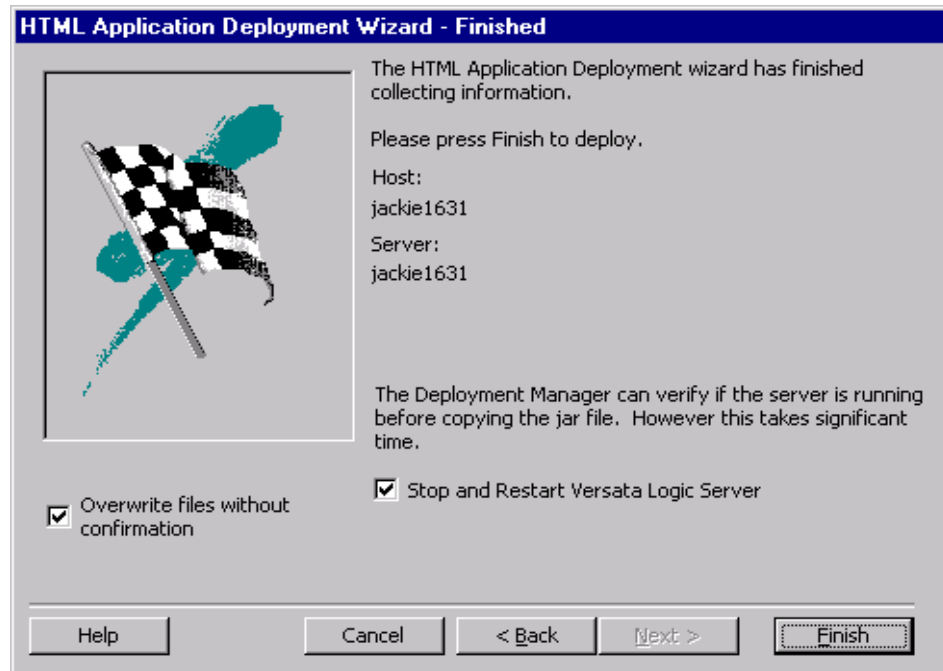 HTML Application Deployment Wizard - Finished
The HTML Application Deployment wizard has finished
collecting information.
Please press Finish to deploy.
Host:
jackie1631
Server:
jackie1631
The Deployment Manager can verify if the server is running
before copying the jar file.  However this takes significant
time.
Stop and Restart Versata Logic Server
Overwrite files without
confirmation
Help
Cancel
< Back
Next >
Finish